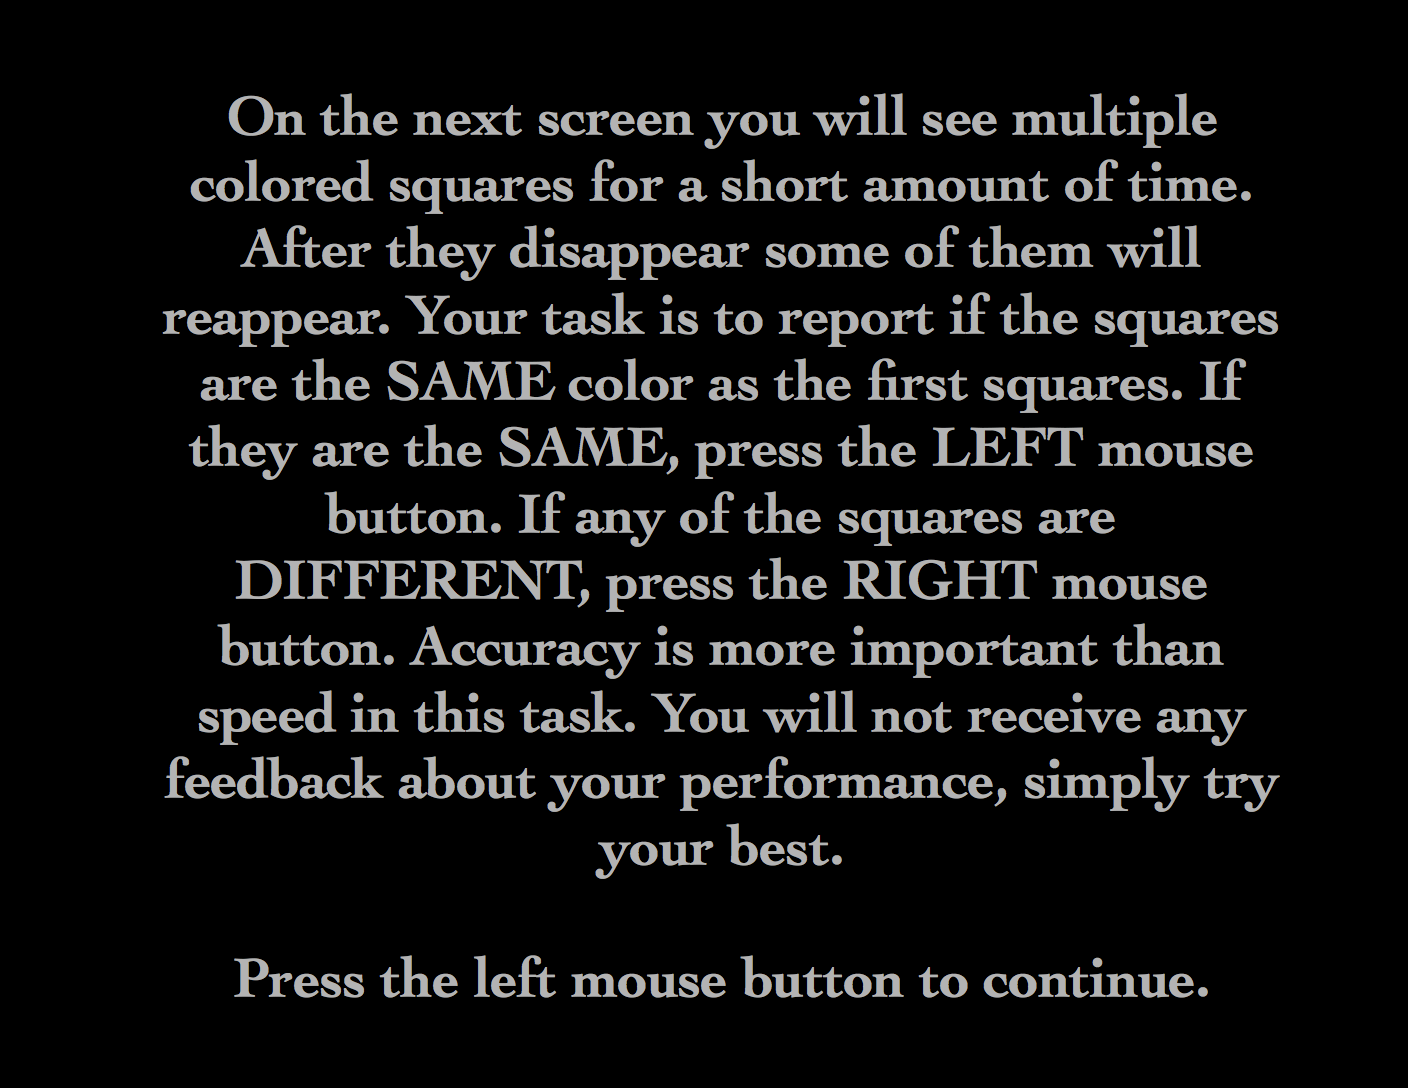 On the next screen you will see multiple
colored squares for a short amount of time.
After they disappear some of them will
reappear. Your task is to report if the squares
are the SAME color as the first squares. If
they are the SAME, press the LEFT mouse
button. If any of the squares are
DIFFERENT, press the RIGHT mouse
button. Accuracy is more important than
speed in this task. You will not receive any
feedback about your performance, simply try
your best.
Press the left mouse button to continue.